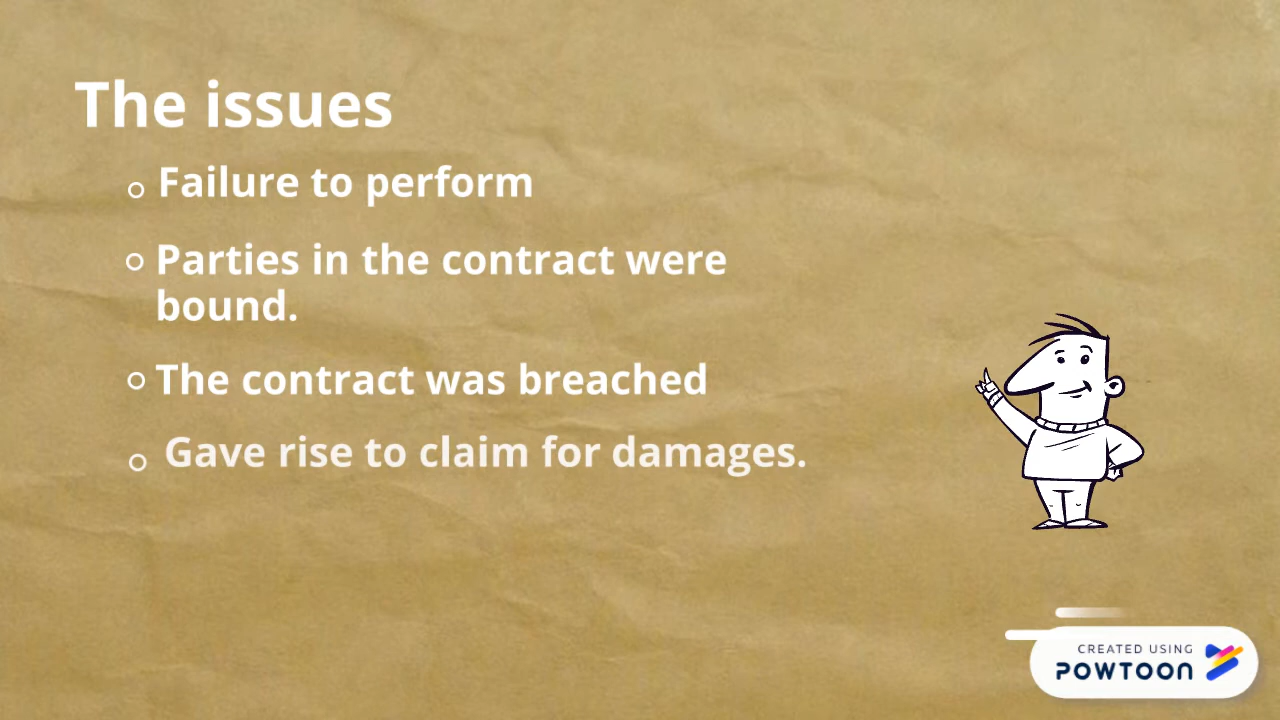 The issues
Failure to perform
Parties in the contract were
bound.
The contract was breached
Gave rise to claim for damages.
CREATED USING
POWTOON